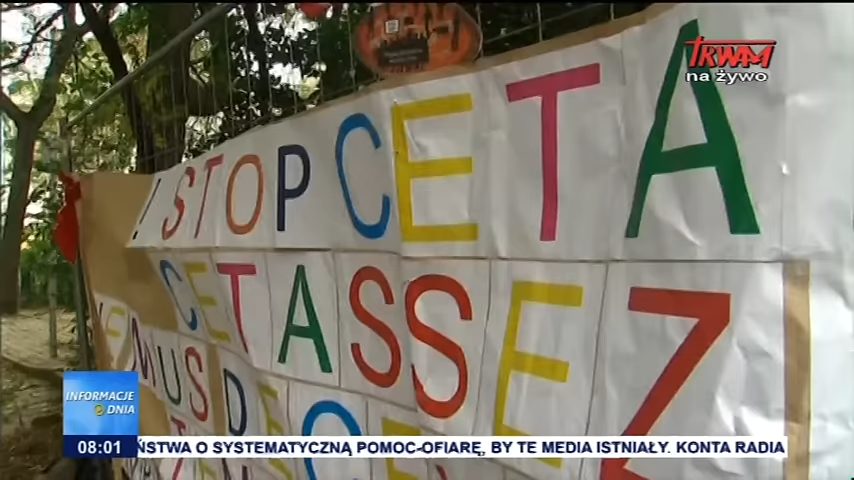 TRWAM
na żywo
! STOP CETA
CETASSEZ
INFORMACJE
DNIA
08:01
ŃSTWA O SYSTEMATYCZNĄ POMOC-OFIARĘ, BY TE MEDIA ISTNIAŁY. KONTA RADIA